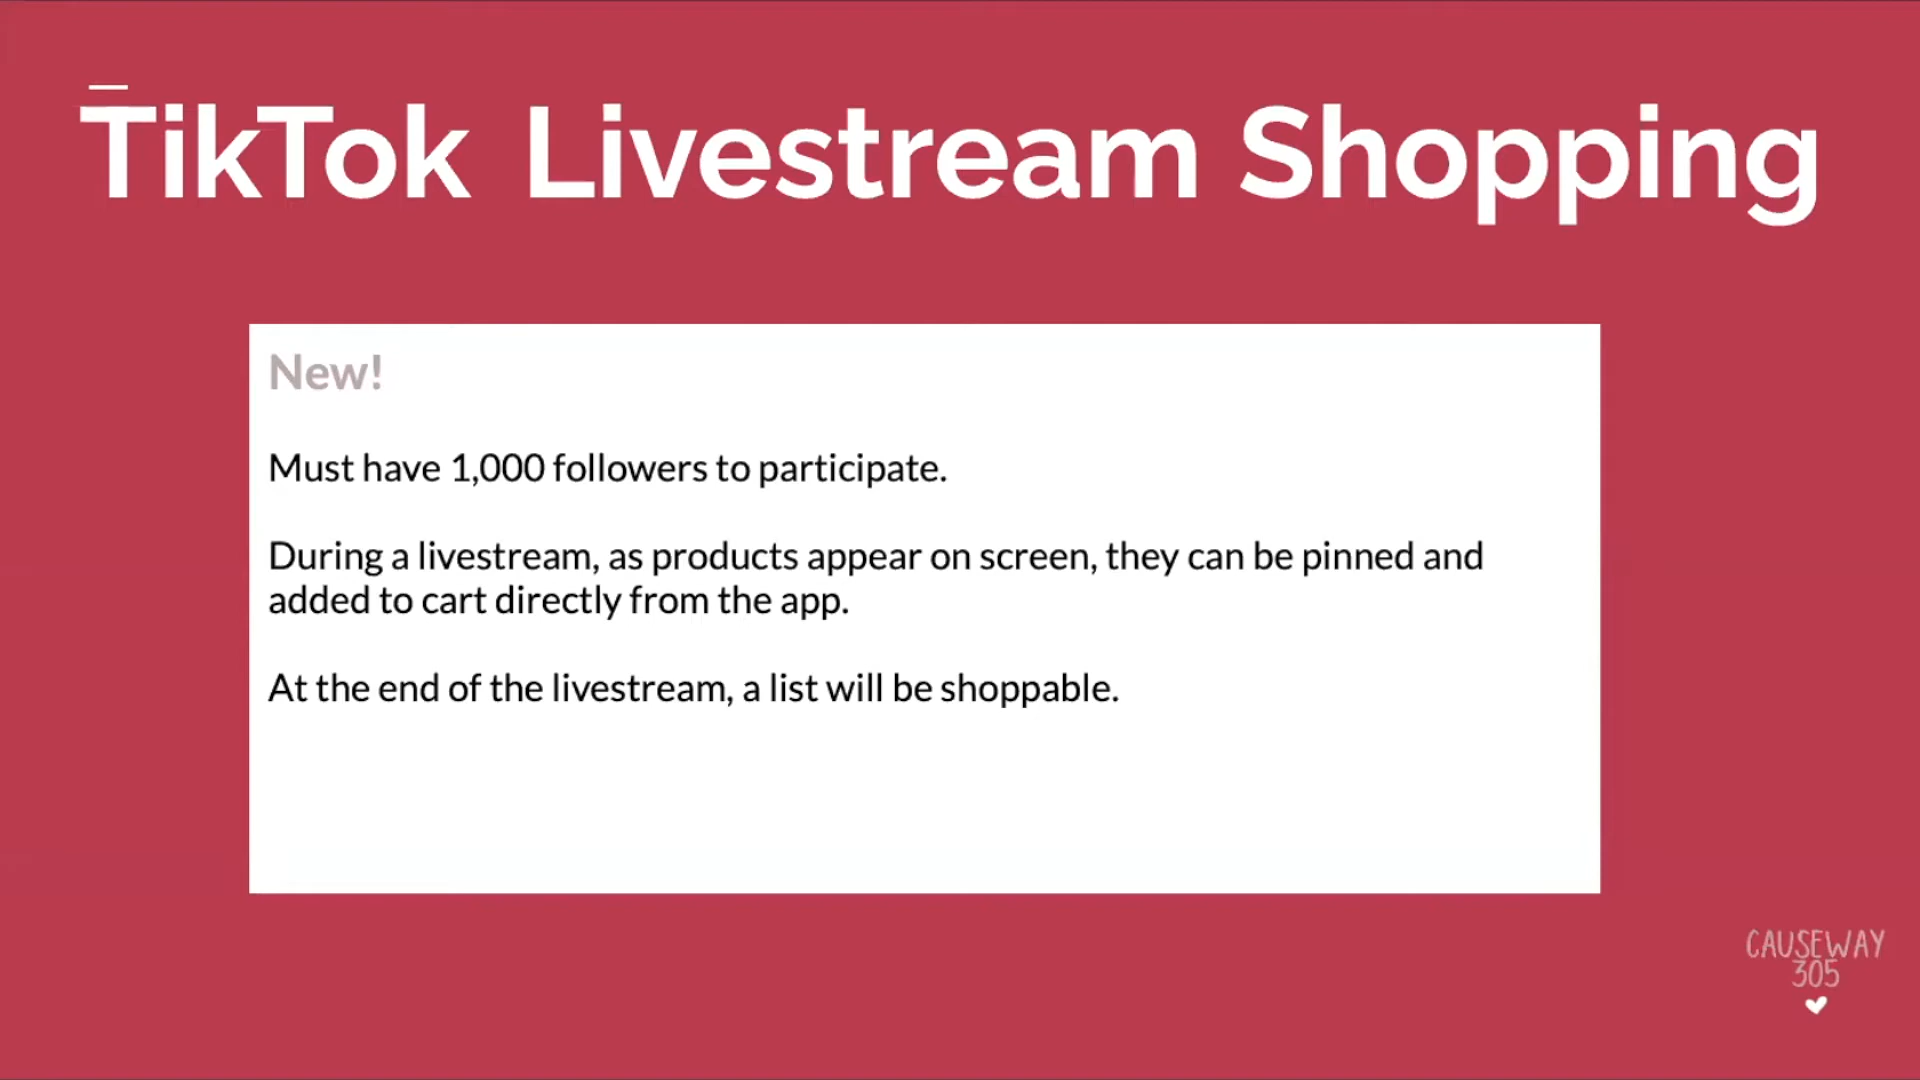 TikTok Livestream Shopping
New!
Must have 1,000 followers to participate.
During a livestream, as products appear on screen, they can be pinned and
added to cart directly from the app.
At the end of the livestream, a list will be shoppable.
CAUSEWAY
305